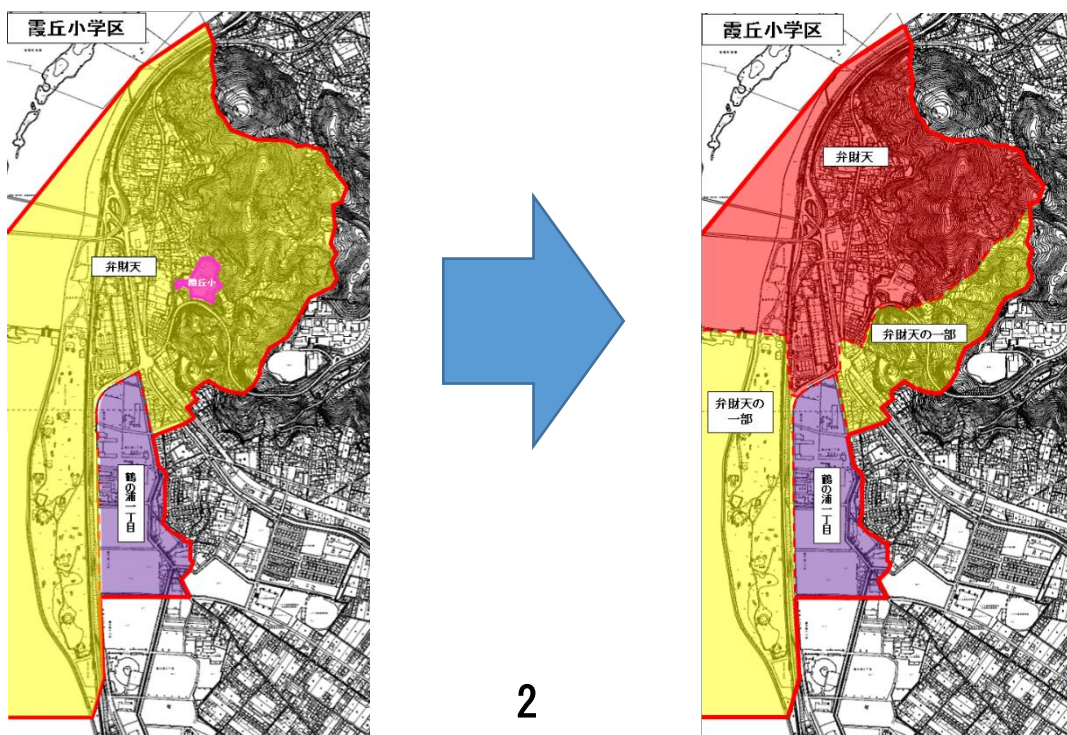 霞丘小学区
弁財天
霞丘小
鶴の浦一丁目
霞丘小学区
弁財天
弁財天の一部
弁財天の
一部
鶴の浦一丁目
2